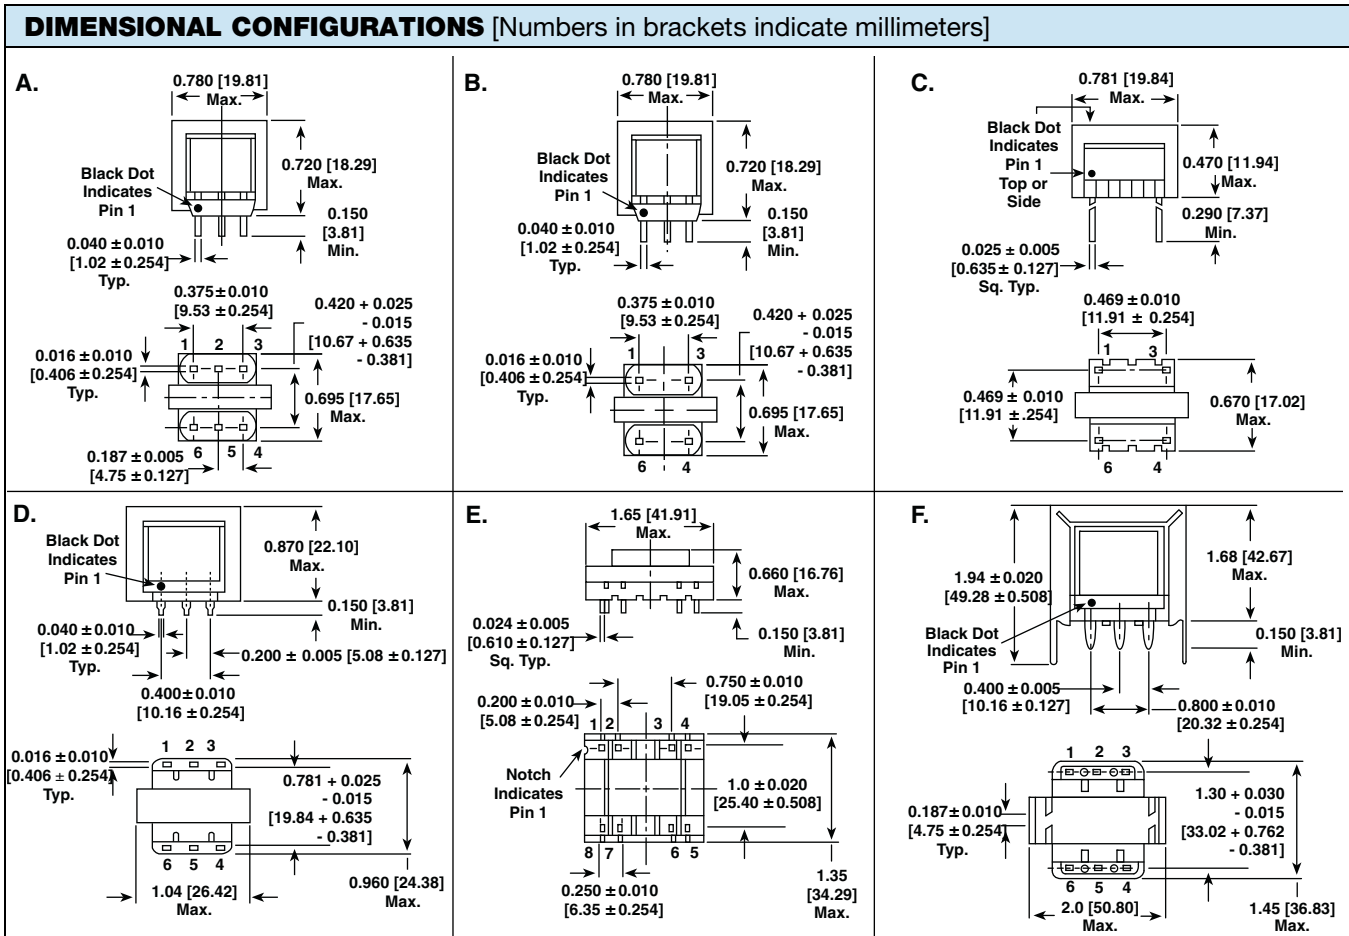 DIMENSIONAL CONFIGURATIONS [Numbers in brackets indicate millimeters]
A.
0.780 [19.81]
Max.
Black Dot
Indicates
Pin 1
0.720 [18.29]
Max.
0.150
[3.81]
Min.
0.040 ± 0.010
[1.02 ± 0.254]
Typ.
0.375 ± 0.010
[9.53 ± 0.254]
0.420 + 0.025
- 0.015
[10.67 + 0.635
- 0.381]
1 2 3
0.016 ± 0.010
[0.406 ± 0.254]
Typ.
0.695 [17.65]
Max.
6 5 4
0.187 ± 0.005
[4.75 ± 0.127]
B.
0.780 [19.81]
Max.
Black Dot
Indicates
Pin 1
0.720 [18.29]
Max.
0.150
[3.81]
Min.
0.040 ± 0.010
[1.02 ± 0.254]
Typ.
0.375 ± 0.010
[9.53 ± 0.254]
0.420 + 0.025
- 0.015
[10.67 + 0.635
- 0.381]
1 3
0.016 ± 0.010
[0.406 ± 0.254]
Typ.
0.695 [17.65]
Max.
6 4
C.
0.781 [19.84]
Max.
Black Dot
Indicates
Pin 1
Top or
Side
0.470 [11.94]
Max.
0.290 [7.37]
Min.
0.025 ± 0.005
[0.635 ± 0.127]
Sq. Typ.
0.469 ± 0.010
[11.91 ± .254]
1 3
0.469 ± 0.010
[11.91 ± .254]
0.670 [17.02]
Max.
6 4
D.
Black Dot
Indicates
Pin 1
0.870 [22.10]
Max.
0.150 [3.81]
Min.
0.040 ± 0.010
[1.02 ± 0.254]
Typ.
0.200 ± 0.005 [5.08 ± 0.127]
0.400 ± 0.010
[10.16 ± 0.254]
1 2 3
0.016 ± 0.010
[0.406 ± 0.254]
Typ.
0.781 + 0.025
- 0.015
[19.84 + 0.635
- 0.381]
6 5 4
1.04 [26.42]
Max.
0.960 [24.38]
Max.
E.
1.65 [41.91]
Max.
0.660 [16.76]
Max.
0.024 ± 0.005
[0.610 ± 0.127]
Sq. Typ.
0.150 [3.81]
Min.
0.750 ± 0.010
[19.05 ± 0.254]
0.200 ± 0.010
[5.08 ± 0.254]
1 2 3 4
Notch
Indicates
Pin 1
1.0 ± 0.020
[25.40 ± 0.508]
8 7 6 5
0.250 ± 0.010
[6.35 ± 0.254]
1.35
[34.29]
Max.
F.
1.68 [42.67]
Max.
1.94 ± 0.020
[49.28 ± 0.508]
Black Dot
Indicates
Pin 1
0.150 [3.81]
Min.
0.400 ± 0.005
[10.16 ± 0.127]
0.800 ± 0.010
[20.32 ± 0.254]
1 2 3
0.187 ± 0.010
[4.75 ± 0.254]
Typ.
1.30 + 0.030
- 0.015
[33.02 + 0.762
- 0.381]
6 5 4
2.0 [50.80]
Max.
1.45 [36.83]
Max.